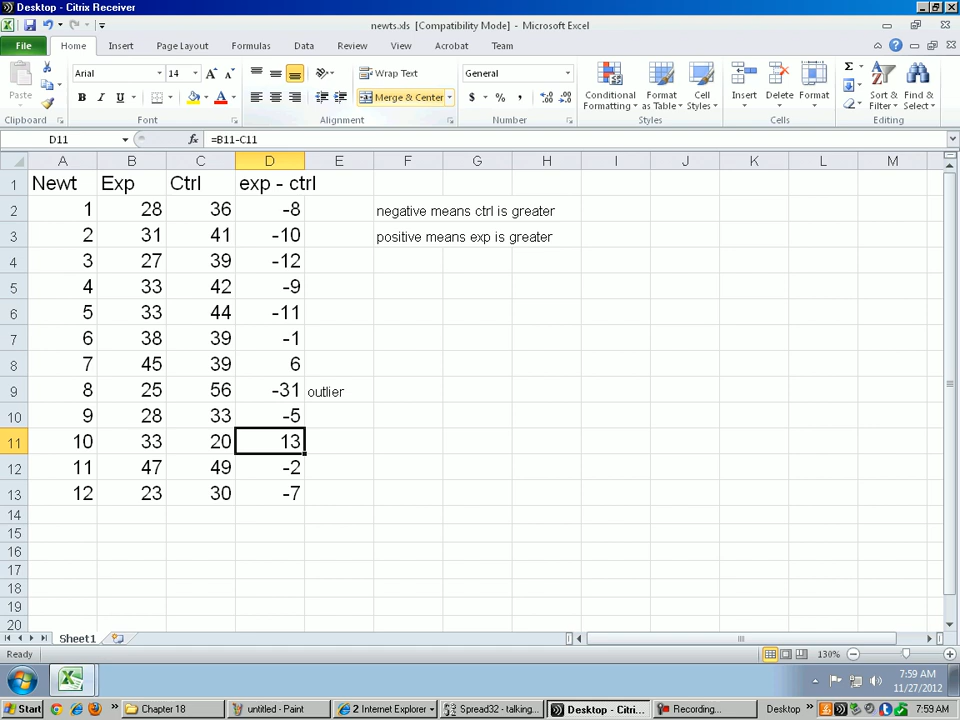 Desktop - Citrix Receiver
newts.xls [Compatibility Mode] - Microsoft Excel
File Home Insert Page Layout Formulas Data Review View Acrobat Team
Paste
Arial 14
Wrap Text
General
B I U
Merge & Center
$ % ,
Conditional Formatting
Format as Table
Cell Styles
Insert Delete Format
Sort & Filter
Find & Select
Clipboard Font Alignment Number Styles Cells Editing
D11 fx =B11-C11
A B C D E F G H I J K L M
1 Newt Exp Ctrl exp - ctrl
2 1 28 36 -8 negative means ctrl is greater
3 2 31 41 -10 positive means exp is greater
4 3 27 39 -12
5 4 33 42 -9
6 5 33 44 -11
7 6 38 39 -1
8 7 45 39 6
9 8 25 56 -31 outlier
10 9 28 33 -5
11 10 33 20 13
12 11 47 49 -2
13 12 23 30 -7
14
15
16
17
18
19
20
Sheet1
Ready 130%
7:59 AM
11/27/2012
Start Chapter 18 untitled - Paint 2 Internet Explorer Spread32 - talking... Desktop - Citri... Recording... Desktop 7:59 AM